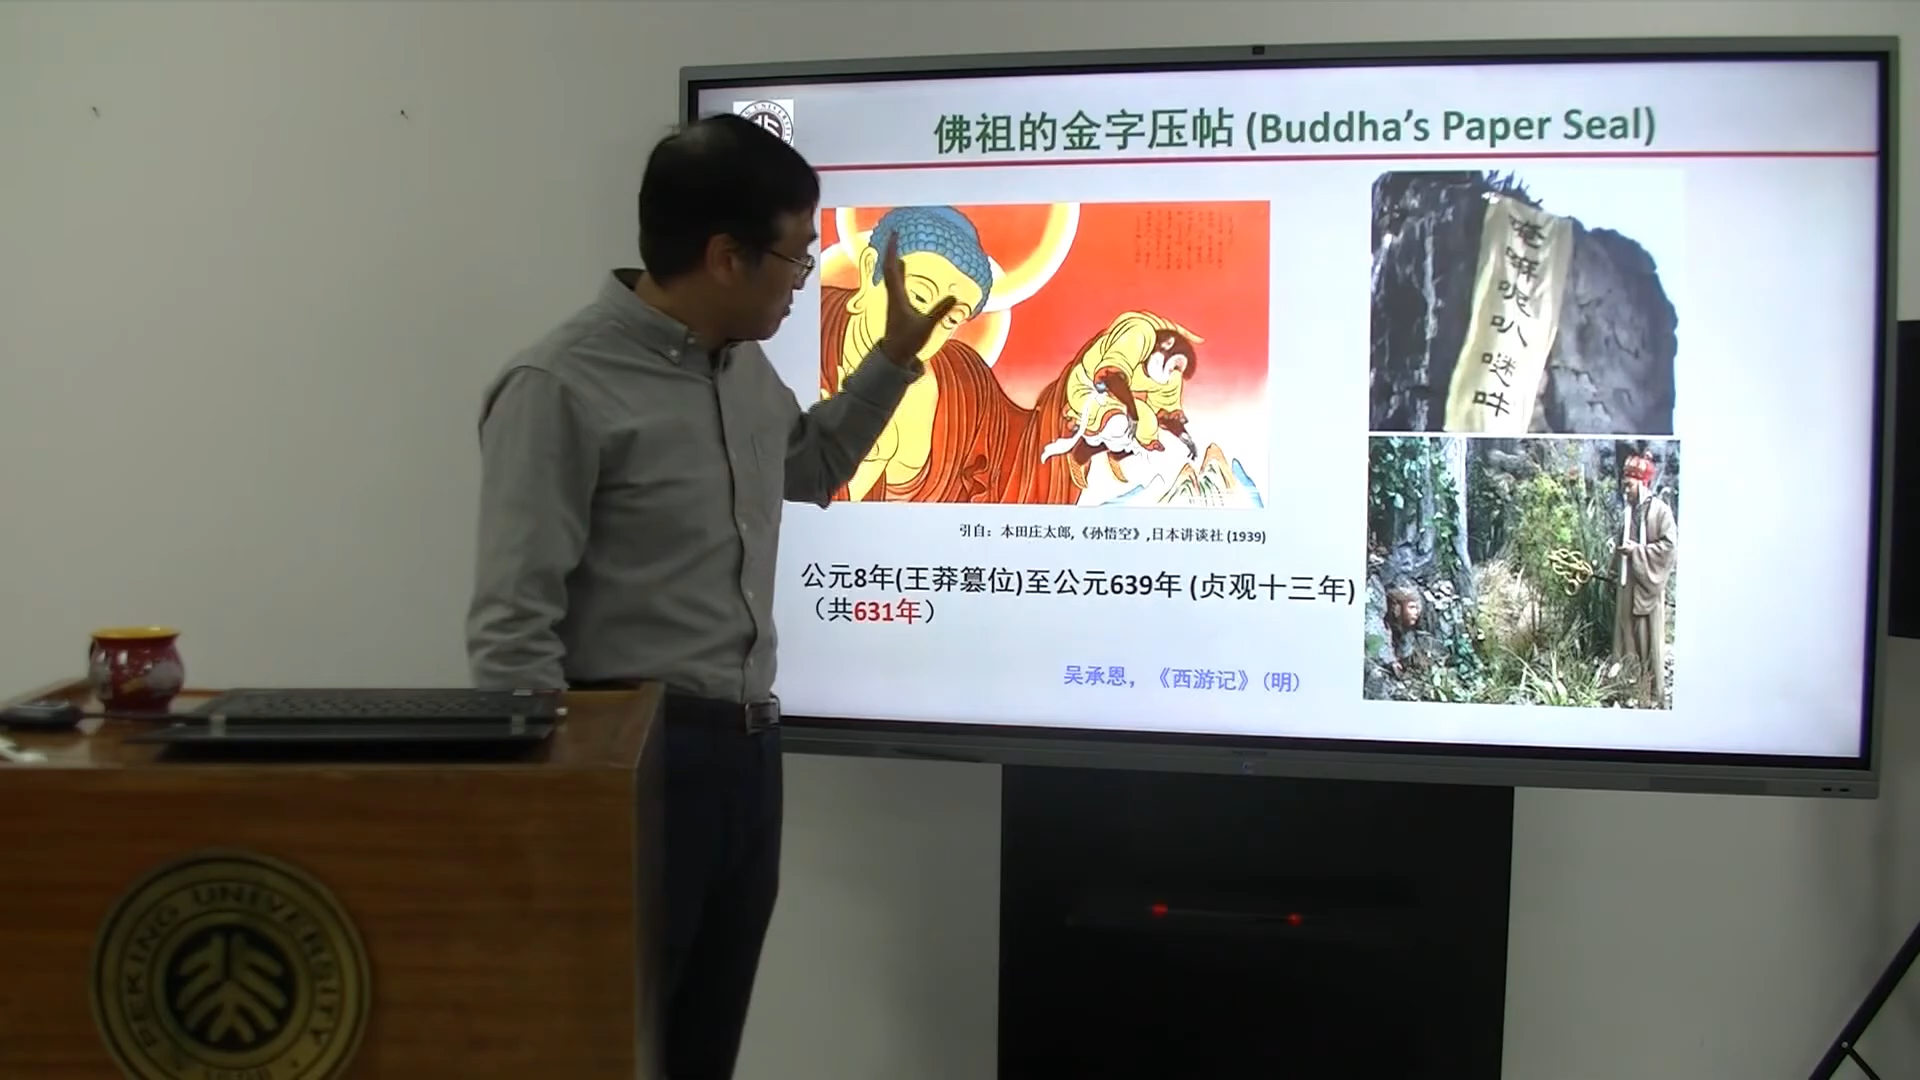 佛祖的金字压帖 (Buddha's Paper Seal)
唵
嘛
呢
叭
哒
吽
引自：本田庄太郎,《孙悟空》,日本讲谈社 (1939)
公元8年(王莽篡位)至公元639年 (贞观十三年)
（共631年）
吴承恩，《西游记》(明)
PEKING UNIVERSITY